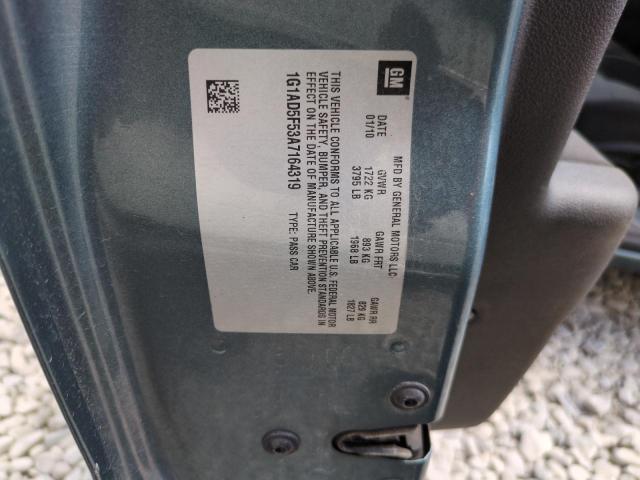 GM
MFD BY GENERAL MOTORS LLC
DATE GVWR GAWR FRT GAWR RR
01/10 1722 KG 893 KG 829 KG
3795 LB 1968 LB 1827 LB
THIS VEHICLE CONFORMS TO ALL APPLICABLE U.S. FEDERAL MOTOR
VEHICLE SAFETY, BUMPER, AND THEFT PREVENTION STANDARDS IN
EFFECT ON THE DATE OF MANUFACTURE SHOWN ABOVE.
1G1AD5F53A7164319 TYPE: PASS CAR